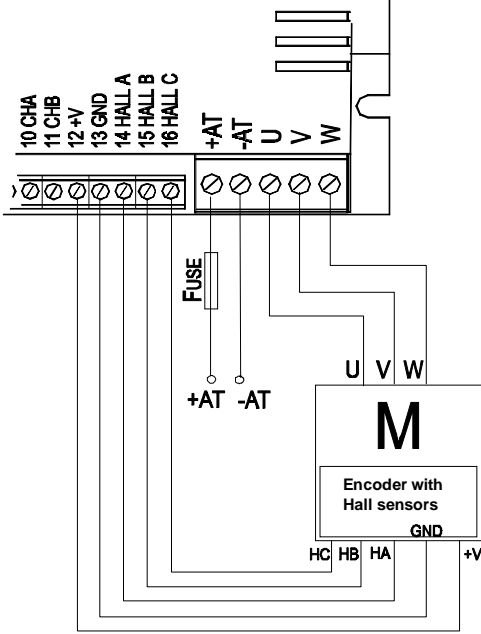 10 CHA
11 CHB
12 +V
13 GND
14 HALL A
15 HALL B
16 HALL C
+AT
-AT
U
V
W
FUSE
+AT -AT
U V W
M
Encoder with
Hall sensors
GND
HC HB HA +V